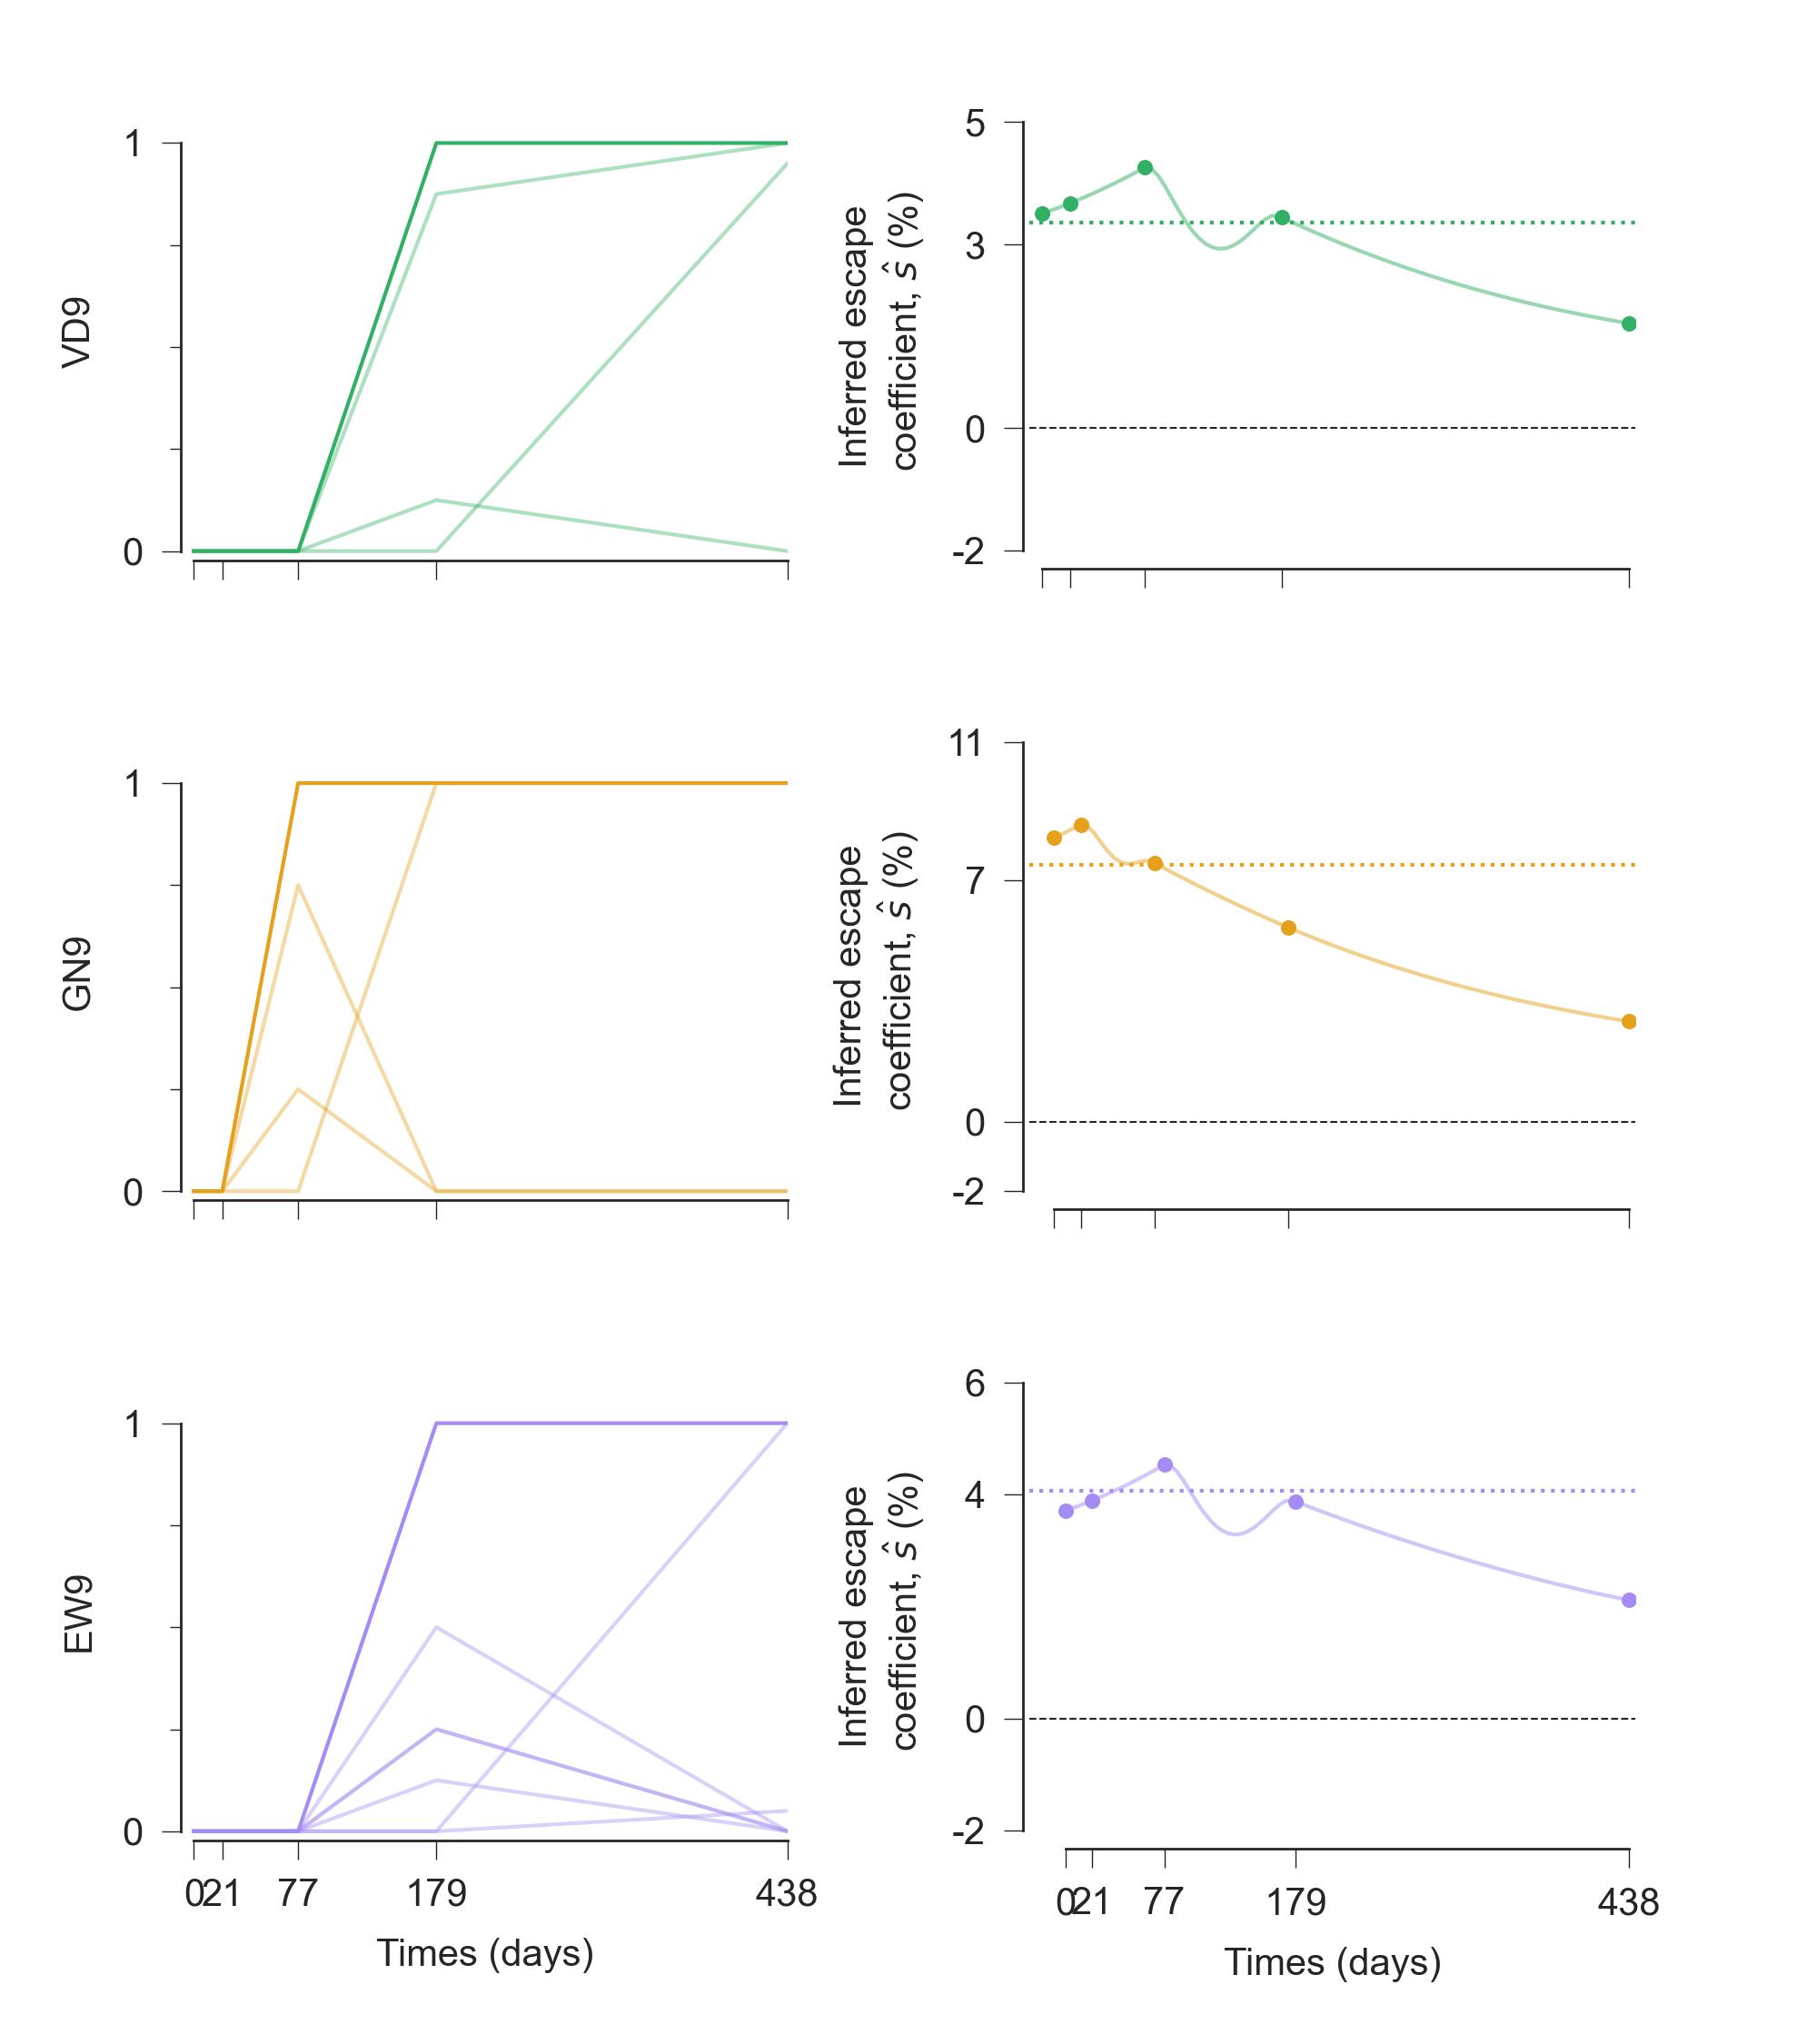 VD9
1
0
Inferred escape
coefficient, ŝ (%)
5
3
0
-2
GN9
1
0
Inferred escape
coefficient, ŝ (%)
11
7
0
-2
EW9
1
0
0 21 77 179 438
Times (days)
Inferred escape
coefficient, ŝ (%)
6
4
0
-2
0 21 77 179 438
Times (days)